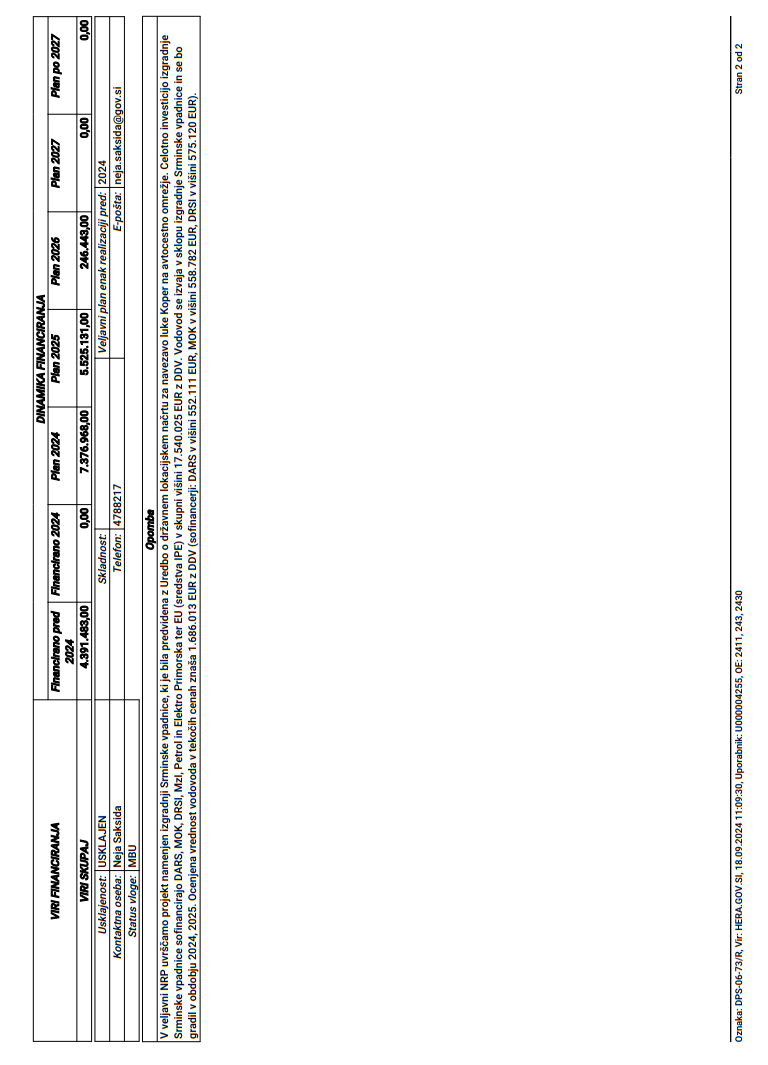 DINAMIKA FINANCIRANJA
VIRI FINANCIRANJA Financirano pred 2024 Financirano 2024 Plan 2024 Plan 2025 Plan 2026 Plan 2027 Plan po 2027
VIRI SKUPAJ 4.391.483,00 0,00 7.376.968,00 5.525.131,00 246.443,00 0,00 0,00
Usklajenost: USKLAJEN Skladnost: Veljavni plan enak realizaciji pred: 2024
Kontaktna oseba: Neja Saksida Telefon: 4788217 E-pošta: neja.saksida@gov.si
Status vloge: MBU
Opomba
V veljavni NRP uvrščamo projekt namenjen izgradnji Srminske vpadnice, ki je bila predvidena z Uredbo o državnem lokacijskem načrtu za navezavo luke Koper na avtocestno omrežje. Celotno investicijo izgradnje
Srminske vpadnice sofinancirajo DARS, MOK, DRSI, MzI, Petrol in Elektro Primorska ter EU (sredstva IPE) v skupni višini 17.540.025 EUR z DDV. Vodovod se izvaja v sklopu izgradnje Srminske vpadnice in se bo
gradil v obdobju 2024, 2025. Ocenjena vrednost vodovoda v tekočih cenah znaša 1.686.013 EUR z DDV (sofinancerji: DARS v višini 552.111 EUR, MOK v višini 558.782 EUR, DRSI v višini 575.120 EUR).
Oznaka: DPS-06-73/R, Vir: HERA.GOV.SI, 18.09.2024 11:09:30, Uporabnik: U000004255, OE: 2411, 243, 2430 Stran 2 od 2